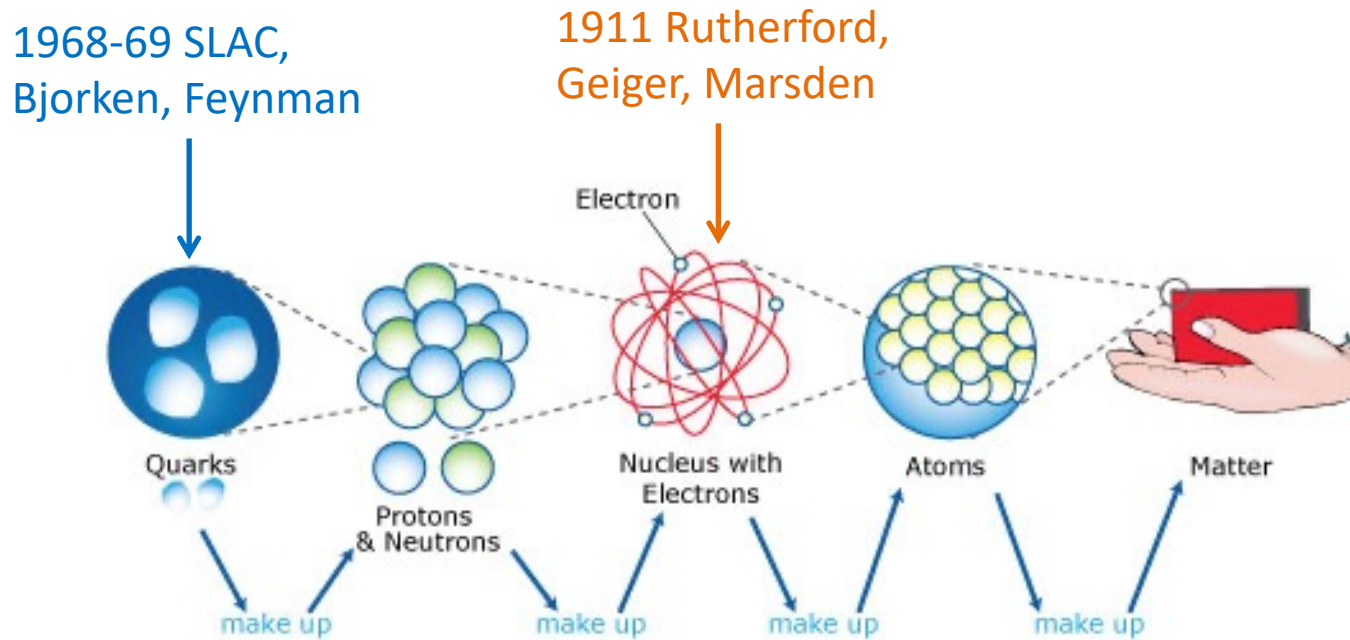 1968-69 SLAC,
Bjorken, Feynman
1911 Rutherford,
Geiger, Marsden
Electron
Quarks
Protons
& Neutrons
Nucleus with
Electrons
Atoms
Matter
make up
make up
make up
make up